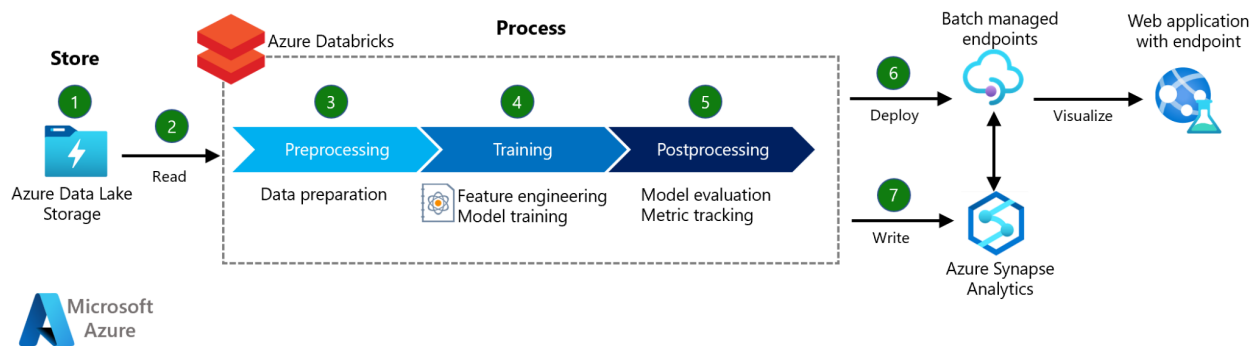 Store
1
Azure Data Lake
Storage
2
Read
Azure Databricks
Process
3
Preprocessing
Data preparation
4
Training
Feature engineering
Model training
5
Postprocessing
Model evaluation
Metric tracking
6
Deploy
Batch managed
endpoints
Visualize
Web application
with endpoint
7
Write
Azure Synapse
Analytics
Microsoft
Azure